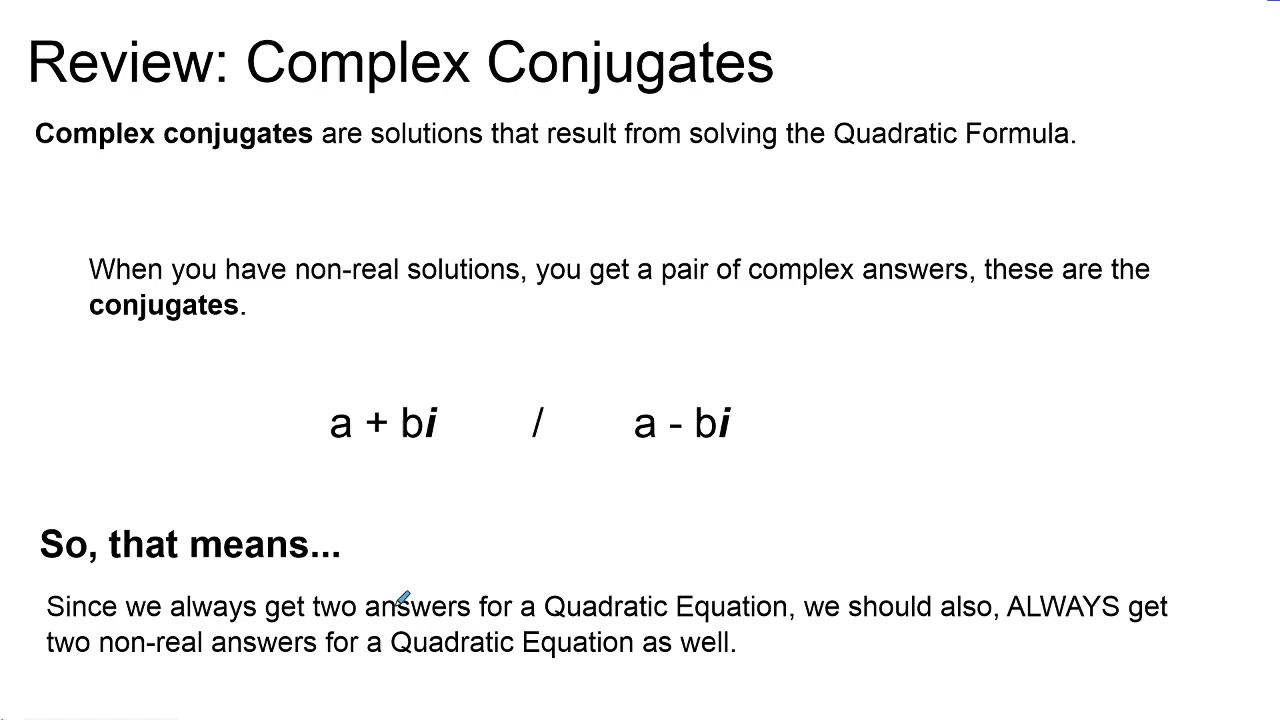 Review: Complex Conjugates
Complex conjugates are solutions that result from solving the Quadratic Formula.
When you have non-real solutions, you get a pair of complex answers, these are the
conjugates.
a + bi / a - bi
So, that means...
Since we always get two answers for a Quadratic Equation, we should also, ALWAYS get
two non-real answers for a Quadratic Equation as well.